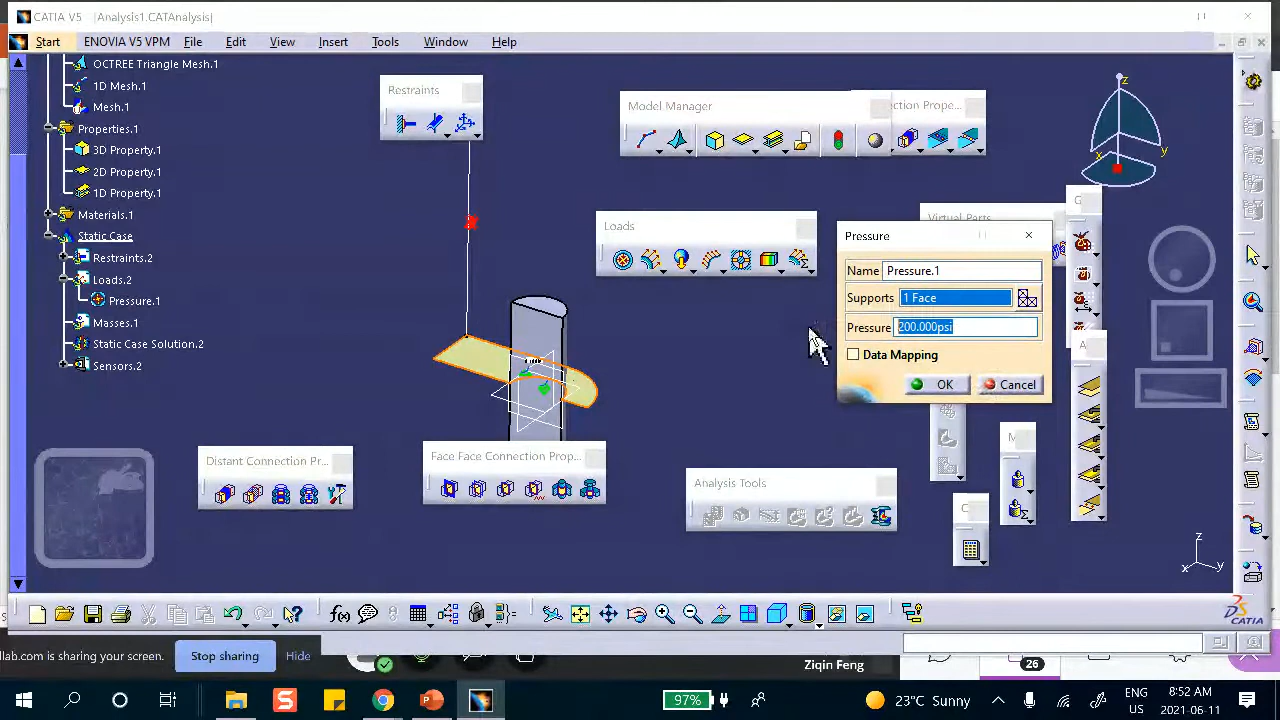 CATIA V5 [Analysis1.CATAnalysis]
Start ENOVIA V5 VPM File Edit View Insert Tools Window Help
OCTREE Triangle Mesh.1
1D Mesh.1
Mesh.1
Properties.1
3D Property.1
2D Property.1
1D Property.1
Materials.1
Static Case
Restraints.2
Loads.2
Pressure.1
Masses.1
Static Case Solution.2
Sensors.2
Restraints
Model Manager
ction Prope...
Loads
Virtual Parts
G
z
y
x
Pressure
Name Pressure.1
Supports 1 Face
Pressure 200.000psi
Data Mapping
OK Cancel
A
M
C
Distant Connection Pr...
Face Face Connection Prop...
Analysis Tools
z
x y
f(x)
CATIA
llab.com is sharing your screen. Stop sharing Hide
Ziqin Feng
26
97%
23°C Sunny
ENG
US
8:52 AM
2021-06-11